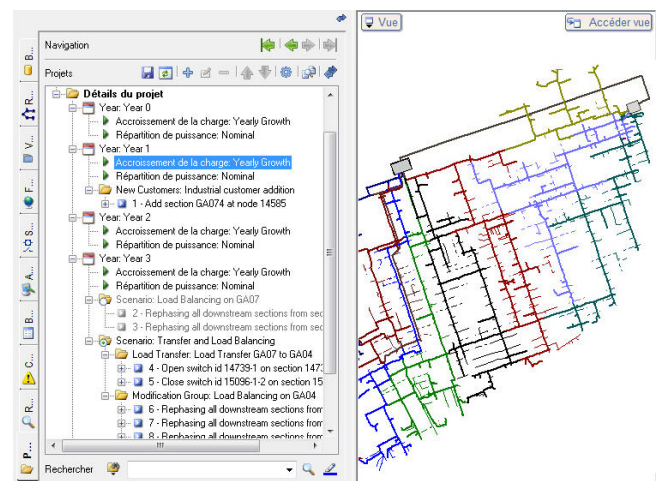 Vue
Accéder vue
Navigation
Projets
Détails du projet
Year: Year 0
Accroissement de la charge: Yearly Growth
Répartition de puissance: Nominal
Year: Year 1
Accroissement de la charge: Yearly Growth
Répartition de puissance: Nominal
New Customers: Industrial customer addition
1 - Add section GA074 at node 14585
Year: Year 2
Accroissement de la charge: Yearly Growth
Répartition de puissance: Nominal
Year: Year 3
Accroissement de la charge: Yearly Growth
Répartition de puissance: Nominal
Scenario: Load Balancing on GA07
2 - Rephasing all downstream sections from sec
3 - Rephasing all downstream sections from sec
Scenario: Transfer and Load Balancing
Load Transfer: Load Transfer GA07 to GA04
4 - Open switch id 14739-1 on section 147
5 - Close switch id 15096-1-2 on section 15
Modification Group: Load Balancing on GA04
6 - Rephasing all downstream sections from
7 - Rephasing all downstream sections from
8 - Rephasing all downstream sections from
Rechercher
B...
R...
V...
F...
S...
A...
B...
C...
R...
P...